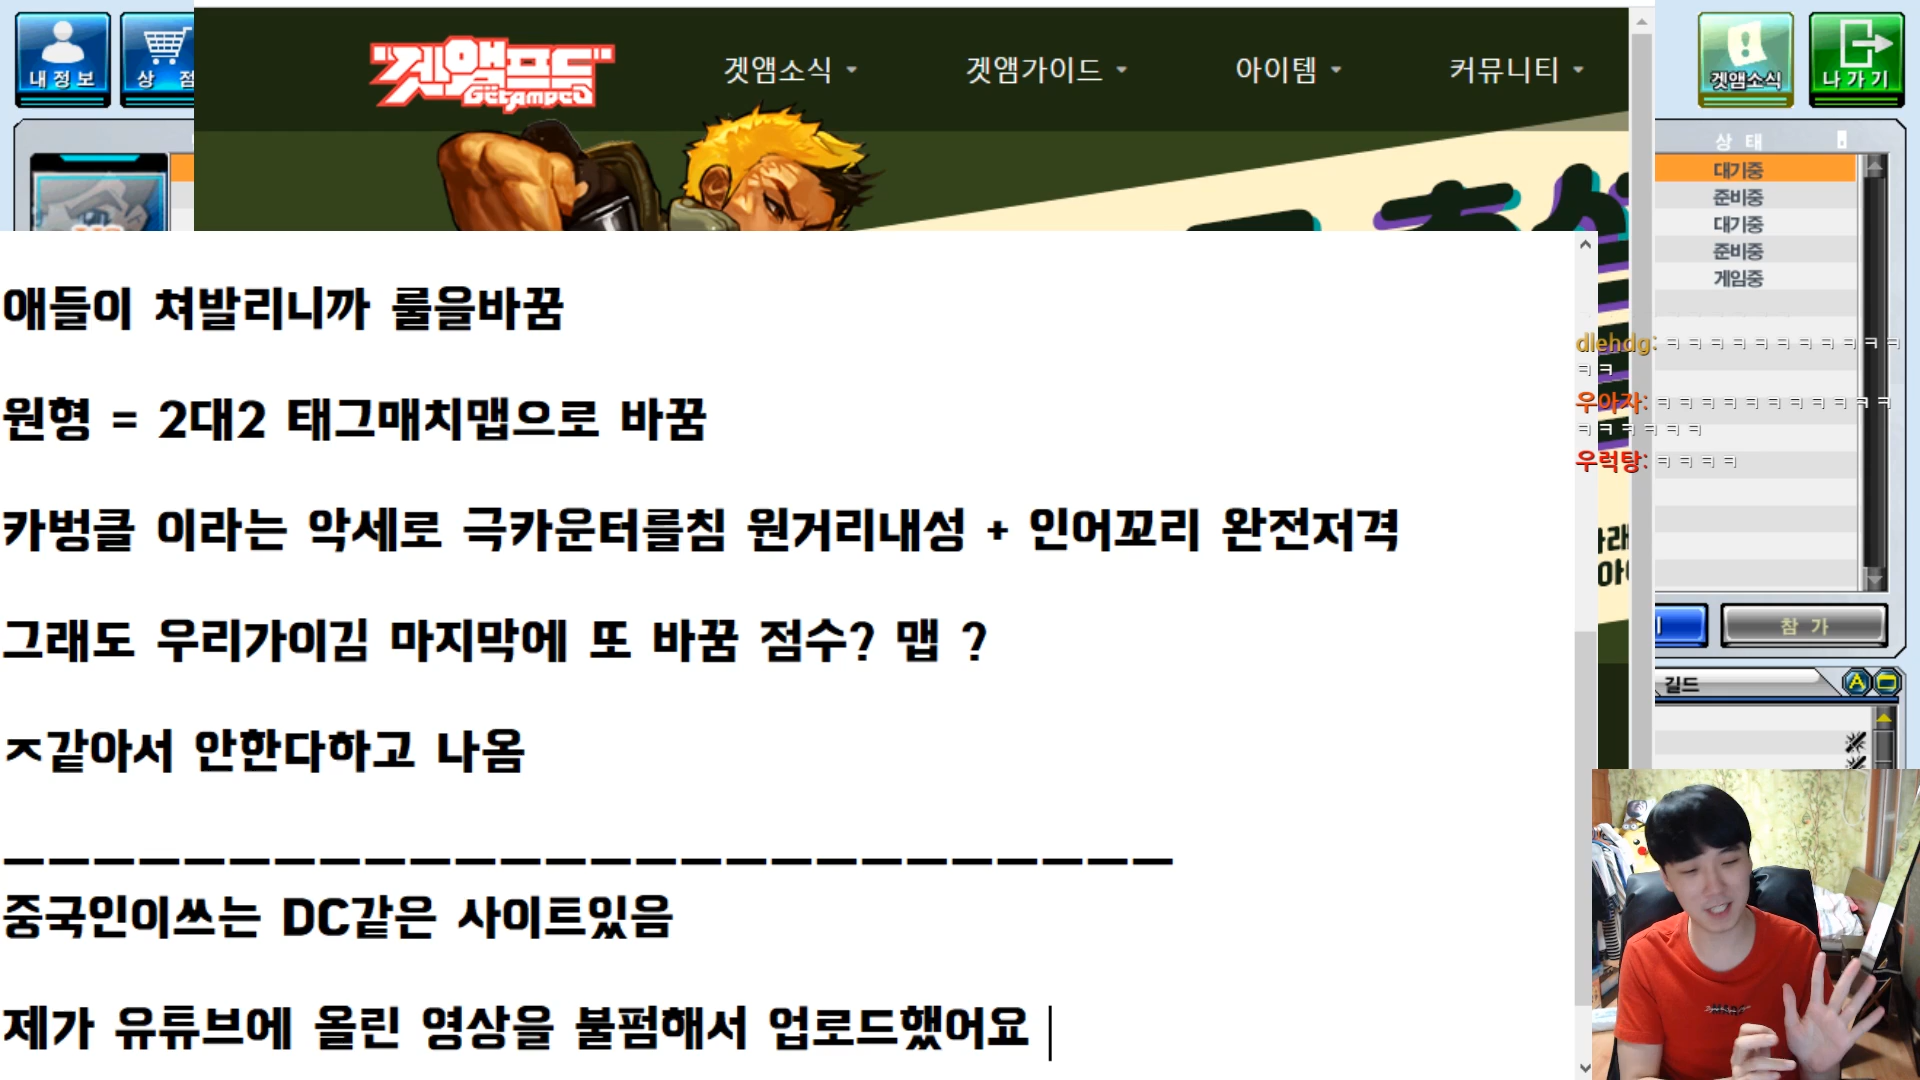 내정보
상 점
겟앰프드
GetAmped
겟앰소식
겟앰가이드
아이템
커뮤니티
겟앰소식
나가기
상 태
대기중
준비중
대기중
준비중
게임중
애들이 쳐발리니까 룰을바꿈
원형 = 2대2 태그매치맵으로 바꿈
카벙클 이라는 악세로 극카운터를침 원거리내성 + 인어꼬리 완전저격
그래도 우리가이김 마지막에 또 바꿈 점수? 맵 ?
ㅈ같아서 안한다하고 나옴
ㅡㅡㅡㅡㅡㅡㅡㅡㅡㅡㅡㅡㅡㅡㅡㅡㅡㅡㅡㅡㅡㅡㅡㅡㅡㅡ
중국인이쓰는 DC같은 사이트있음
제가 유튜브에 올린 영상을 불펌해서 업로드했어요
dlehdg: ㅋㅋㅋㅋㅋㅋㅋㅋㅋㅋㅋ
ㅋㅋ
우아자: ㅋㅋㅋㅋㅋㅋㅋㅋㅋㅋㅋ
ㅋㅋㅋㅋㅋㅋ
우럭탕: ㅋㅋㅋㅋ
참 가
길드
A